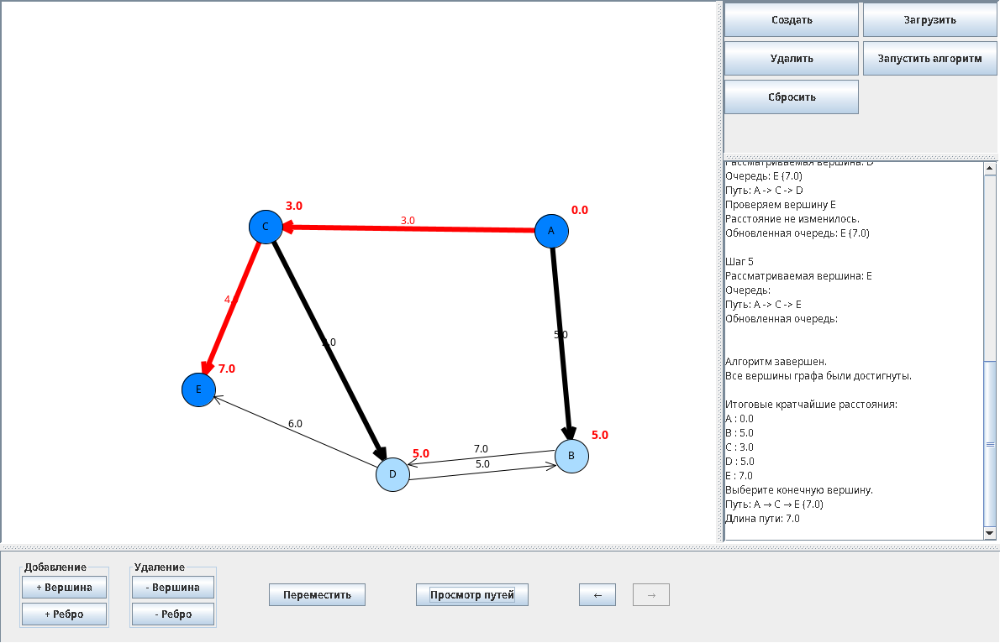 Создать
Загрузить
Удалить
Запустить алгоритм
Сбросить
3.0
0.0
C
3.0
A
4.0
2.0
5.0
7.0
E
6.0
5.0
5.0
7.0
5.0
D
B
Рассматриваемая вершина: D
Очередь: E {7.0}
Путь: A -> C -> D
Проверяем вершину E
Расстояние не изменилось.
Обновленная очередь: E {7.0}
Шаг 5
Рассматриваемая вершина: E
Очередь:
Путь: A -> C -> E
Обновленная очередь:
Алгоритм завершен.
Все вершины графа были достигнуты.
Итоговые кратчайшие расстояния:
A : 0.0
B : 5.0
C : 3.0
D : 5.0
E : 7.0
Выберите конечную вершину.
Путь: A → C → E {7.0}
Длина пути: 7.0
Добавление
Удаление
+ Вершина
- Вершина
Переместить
Просмотр путей
←
→
+ Ребро
- Ребро